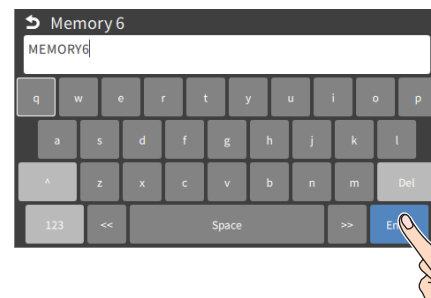 Memory 6
MEMORY6
q w e r t y u i o p
a s d f g h j k l
^ z x c v b n m Del
123 << Space >>